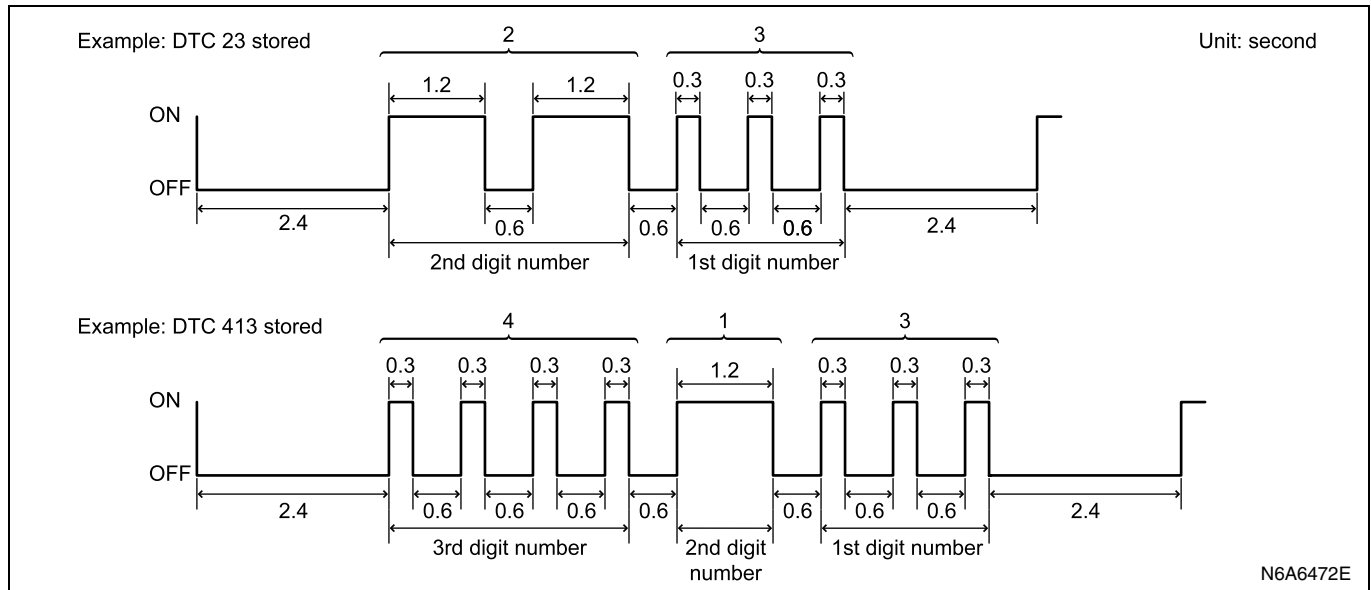 Example: DTC 23 stored
2
3
Unit: second
1.2
1.2
0.3
0.3
0.3
ON
OFF
2.4
0.6
0.6
0.6
0.6
2.4
2nd digit number
1st digit number
Example: DTC 413 stored
4
1
3
0.3
0.3
0.3
0.3
1.2
0.3
0.3
0.3
ON
OFF
2.4
0.6
0.6
0.6
0.6
0.6
0.6
0.6
2.4
3rd digit number
2nd digit
number
1st digit number
N6A6472E